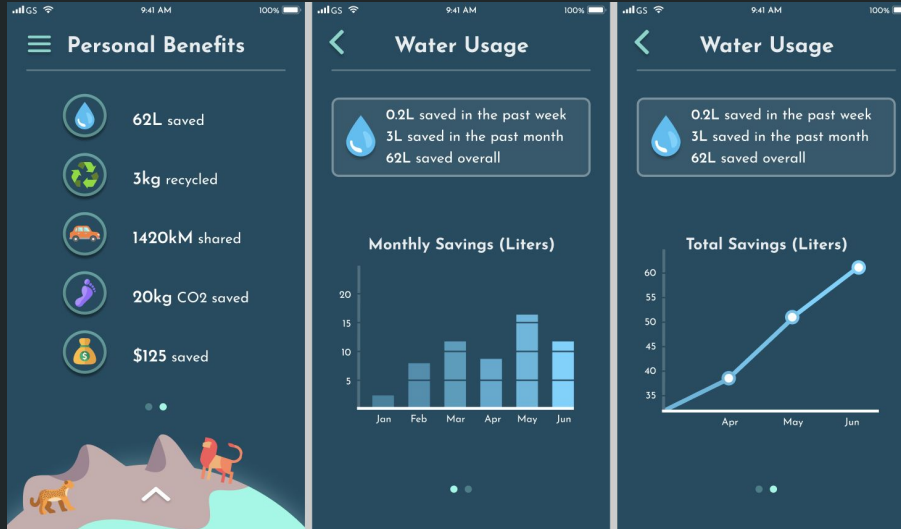 GS 9:41 AM 100%
Personal Benefits
62L saved
3kg recycled
1420kM shared
20kg CO2 saved
$ $125 saved
GS 9:41 AM 100%
Water Usage
0.2L saved in the past week
3L saved in the past month
62L saved overall
Monthly Savings (Liters)
20
15
10
5
Jan Feb Mar Apr May Jun
GS 9:41 AM 100%
Water Usage
0.2L saved in the past week
3L saved in the past month
62L saved overall
Total Savings (Liters)
60
55
50
45
40
35
Apr May Jun